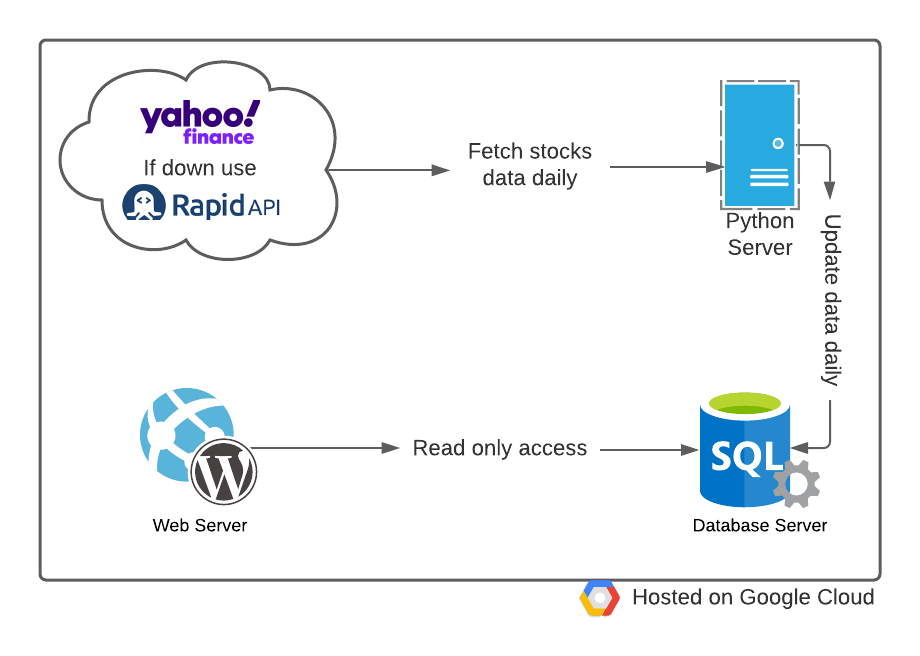 yahoo!
finance
If down use
Rapid API
Fetch stocks
data daily
Python
Server
Update data daily
W
Web Server
Read only access
SQL
Database Server
Hosted on Google Cloud